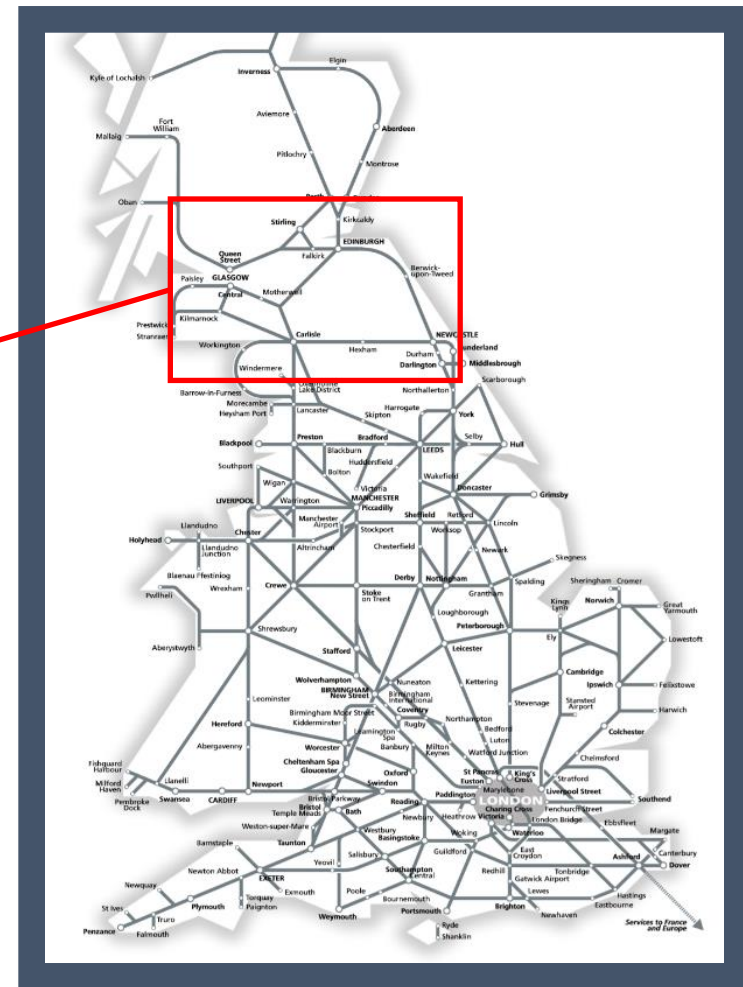 Elgin
Kyle of Lochalsh
Inverness
Aviemore
Fort
William
Aberdeen
Mallaig
Pitlochry
Montrose
Perth
Oban
Stirling
Kirkcaldy
EDINBURGH
Queen
Street
Falkirk
GLASGOW
Central
Paisley
Motherwell
Berwick-
upon-Tweed
Kilmarnock
Prestwick
Stranraer
Carlisle
NEWCASTLE
Workington
Hexham
Sunderland
Durham
Windermere
Darlington
Middlesbrough
Lake District
Scarborough
Barrow-in-Furness
Northallerton
Morecambe
Heysham Port
Lancaster
Harrogate
Skipton
York
Preston
Bradford
Selby
Blackpool
Blackburn
LEEDS
Hull
Southport
Huddersfield
Bolton
Wakefield
Wigan
Victoria
Doncaster
MANCHESTER
Piccadilly
Grimsby
LIVERPOOL
Warrington
Manchester
Airport
Sheffield
Retford
Lincoln
Llandudno
Chester
Stockport
Worksop
Holyhead
Llandudno
Junction
Altrincham
Chesterfield
Newark
Skegness
Blaenau Ffestiniog
Crewe
Derby
Nottingham
Spalding
Sheringham
Cromer
Pwllheli
Wrexham
Stoke
on Trent
Grantham
Kings
Lynn
Norwich
Great
Yarmouth
Loughborough
Peterborough
Shrewsbury
Ely
Lowestoft
Aberystwyth
Stafford
Leicester
Wolverhampton
BIRMINGHAM
New Street
Nuneaton
Birmingham
International
Kettering
Cambridge
Ipswich
Felixstowe
Leominster
Coventry
Stevenage
Stansted
Airport
Harwich
Birmingham Moor Street
Kidderminster
Rugby
Northampton
Hereford
Leamington
Spa
Bedford
Colchester
Worcester
Banbury
Milton
Keynes
Luton
Abergavenny
Watford Junction
Chelmsford
Cheltenham Spa
Gloucester
Oxford
St Pancras
Euston
King's
Cross
Stratford
Fishguard
Harbour
Llanelli
Swindon
Marylebone
Liverpool Street
Milford
Haven
Swansea
CARDIFF
Newport
Bristol Parkway
Reading
Paddington
LONDON
Fenchurch Street
Southend
Pembroke
Dock
Bristol
Temple Meads
Bath
Newbury
Heathrow
Victoria
Charing Cross
London Bridge
Ebbsfleet
Weston-super-Mare
Westbury
Basingstoke
Woking
Waterloo
Margate
Barnstaple
Taunton
Salisbury
Guildford
East
Croydon
Canterbury
Ashford
Dover
Newton Abbot
Yeovil
Southampton
Central
Redhill
Gatwick Airport
Tonbridge
Newquay
EXETER
Exmouth
Poole
Bournemouth
Lewes
Hastings
St Ives
Plymouth
Torquay
Paignton
Weymouth
Portsmouth
Brighton
Newhaven
Eastbourne
Truro
Penzance
Falmouth
Ryde
Shanklin
Services to France
and Europe